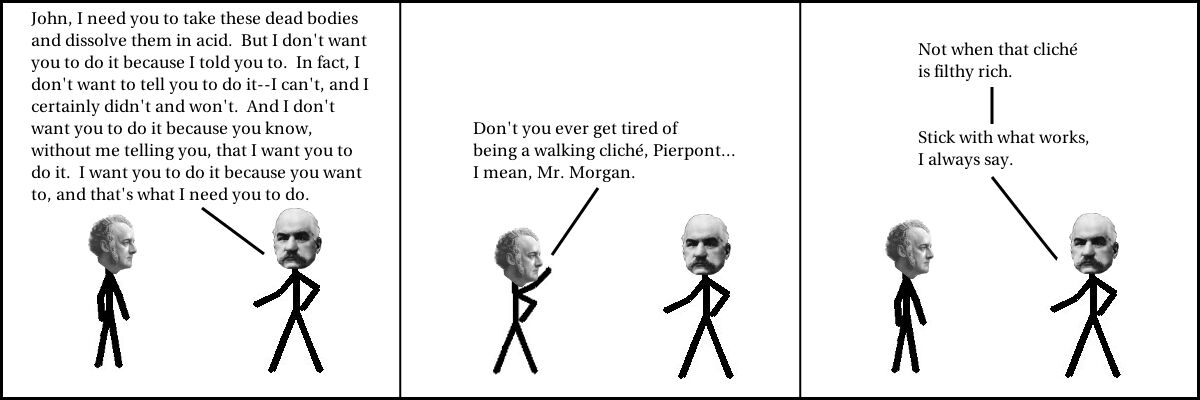 John, I need you to take these dead bodies
and dissolve them in acid.  But I don't want
you to do it because I told you to.  In fact, I
don't want to tell you to do it--I can't, and I
certainly didn't and won't.  And I don't
want you to do it because you know,
without me telling you, that I want you to
do it.  I want you to do it because you want
to, and that's what I need you to do.
Don't you ever get tired of
being a walking cliché, Pierpont...
I mean, Mr. Morgan.
Not when that cliché
is filthy rich.
Stick with what works,
I always say.